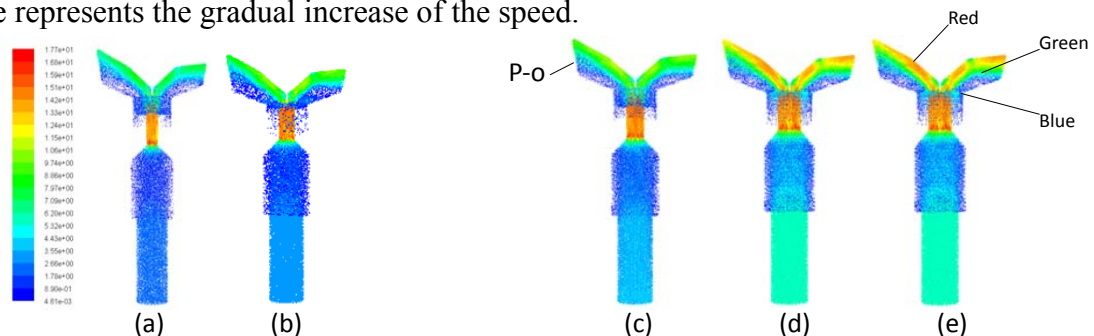 e represents the gradual increase of the speed.
Red
Green
P-o
Blue
1.77e+01
1.68e+01
1.59e+01
1.51e+01
1.42e+01
1.33e+01
1.24e+01
1.15e+01
1.06e+01
9.74e+00
8.86e+00
7.97e+00
7.09e+00
6.20e+00
5.32e+00
4.43e+00
3.55e+00
2.66e+00
1.78e+00
8.90e-01
4.61e-03
(a) (b) (c) (d) (e)